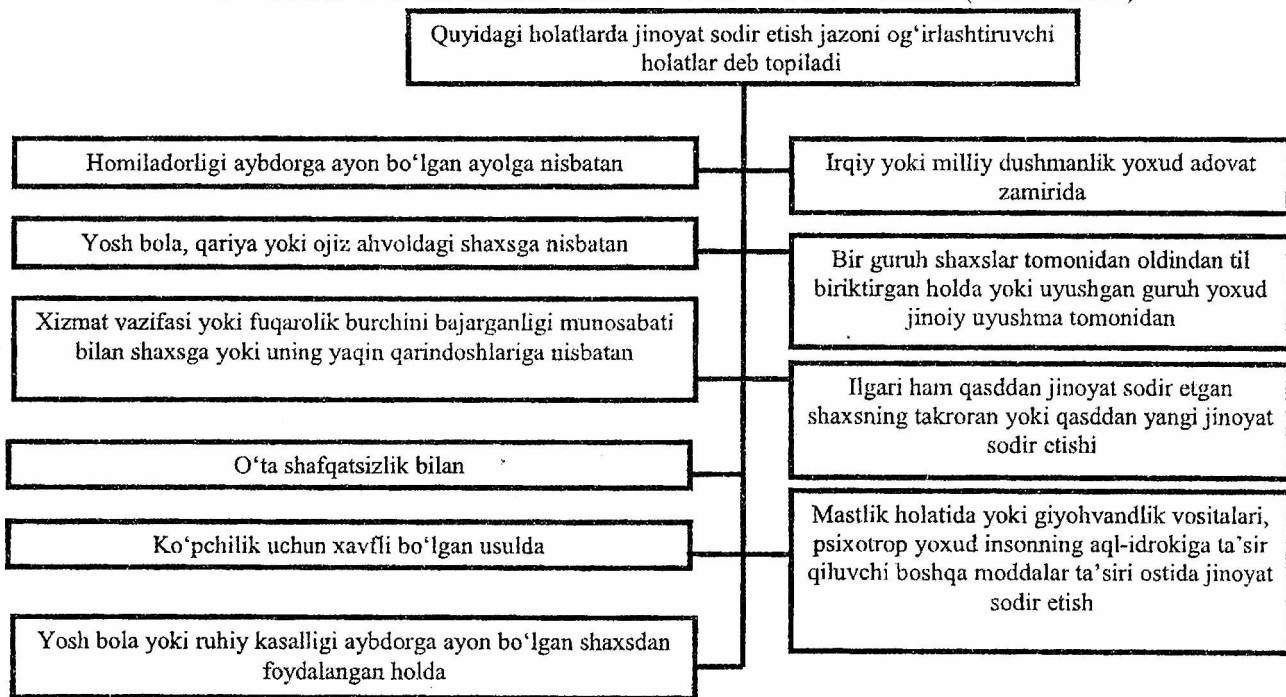 Quyidagi holatlarda jinoyat sodir etish jazoni og‘irlashtiruvchi
holatlar deb topiladi
Homiladorligi aybdorga ayon bo‘lgan ayolga nisbatan
Yosh bola, qariya yoki ojiz ahvoldagi shaxsga nisbatan
Xizmat vazifasi yoki fuqarolik burchini bajarganligi munosabati
bilan shaxsga yoki uning yaqin qarindoshlariga nisbatan
O‘ta shafqatsizlik bilan
Ko‘pchilik uchun xavfli bo‘lgan usulda
Yosh bola yoki ruhiy kasalligi aybdorga ayon bo‘lgan shaxsdan
foydalangan holda
Irqiy yoki milliy dushmanlik yoxud adovat
zamirida
Bir guruh shaxslar tomonidan oldindan til
biriktirgan holda yoki uyushgan guruh yoxud
jinoiy uyushma tomonidan
Ilgari ham qasddan jinoyat sodir etgan
shaxsning takroran yoki qasddan yangi jinoyat
sodir etishi
Mastlik holatida yoki giyohvandlik vositalari,
psixotrop yoxud insonning aql-idrokiga ta’sir
qiluvchi boshqa moddalar ta’siri ostida jinoyat
sodir etish